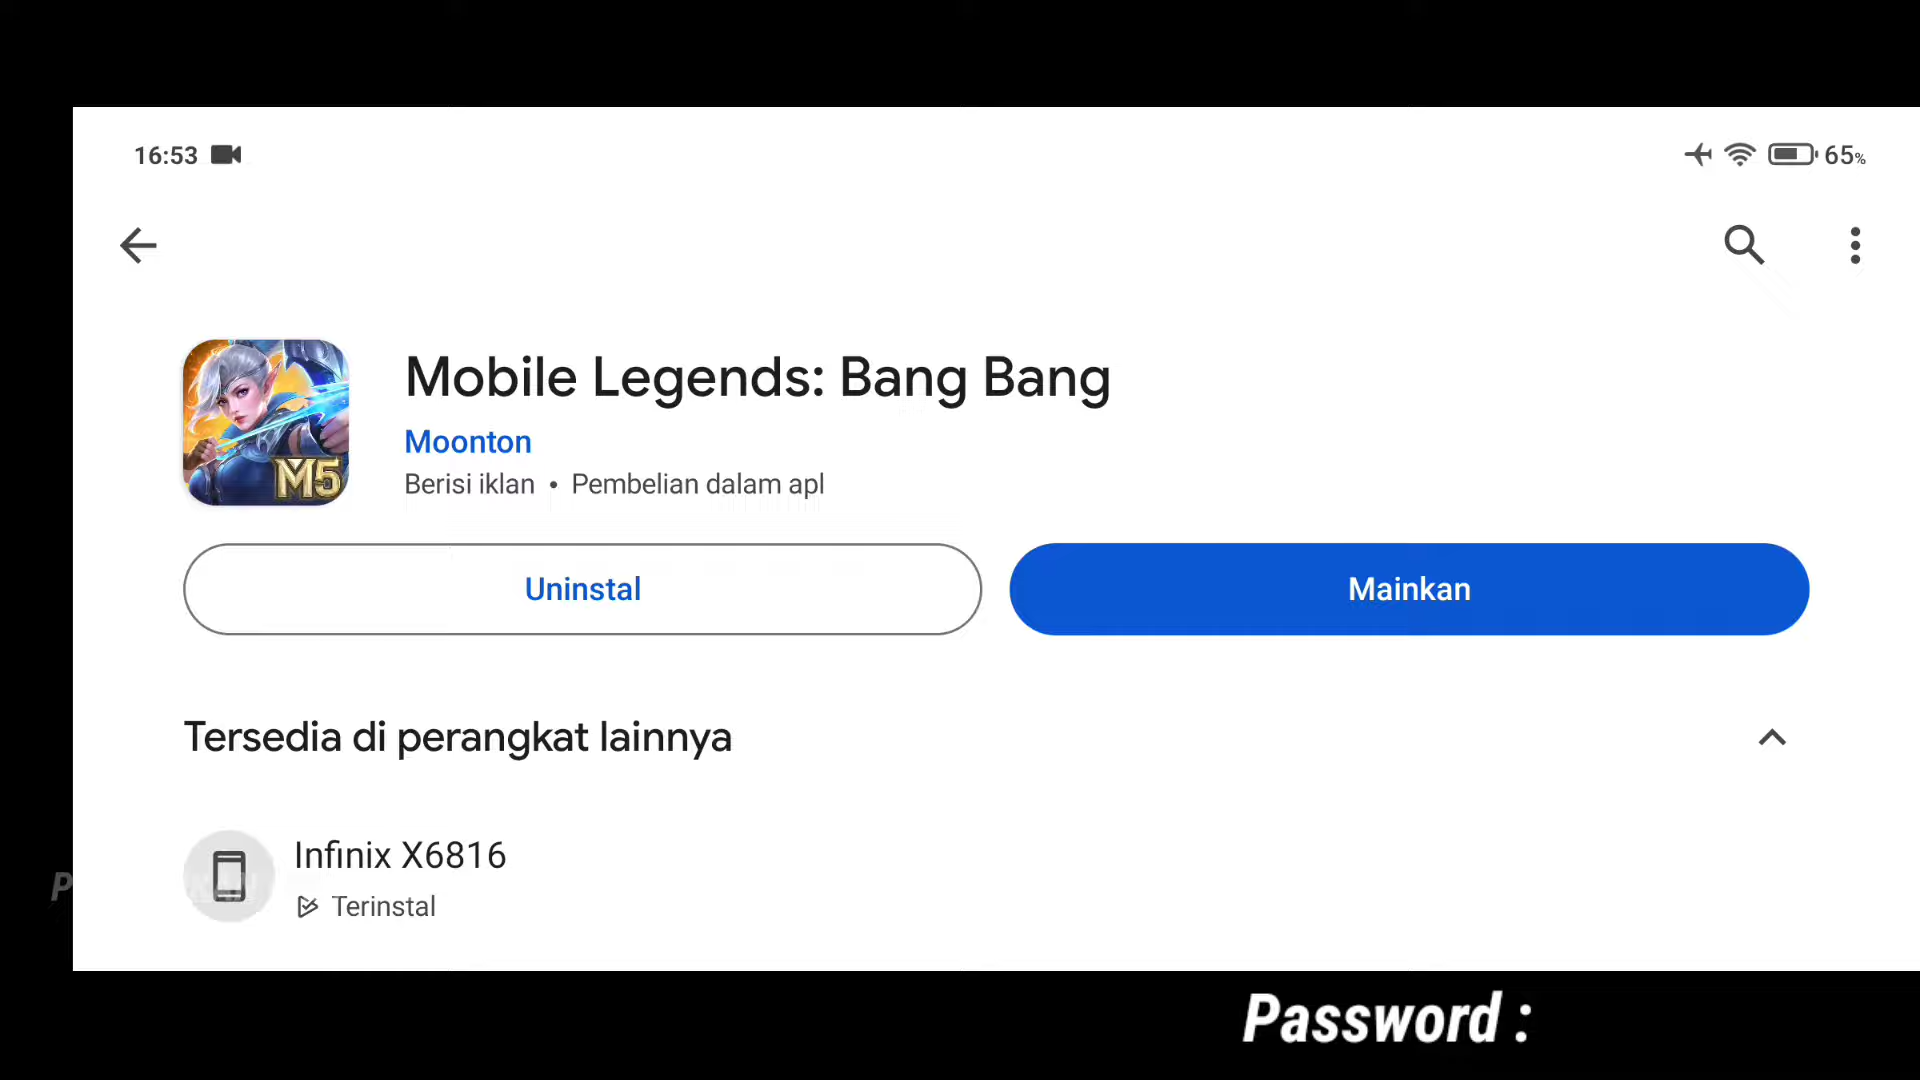 16:53
65%
Mobile Legends: Bang Bang
Moonton
Berisi iklan • Pembelian dalam apl
M5
Uninstal
Mainkan
Tersedia di perangkat lainnya
Infinix X6816
Terinstal
Password :